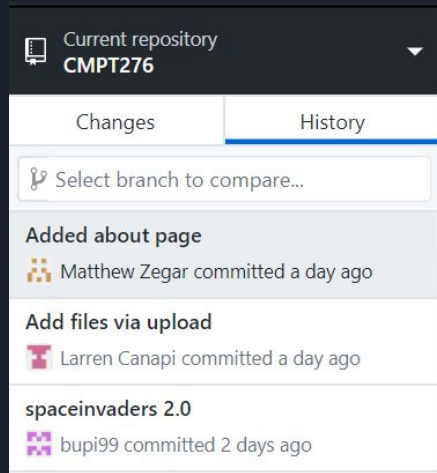 Current repository
CMPT276
Changes History
Select branch to compare...
Added about page
Matthew Zegar committed a day ago
Add files via upload
Larren Canapi committed a day ago
spaceinvaders 2.0
bupi99 committed 2 days ago